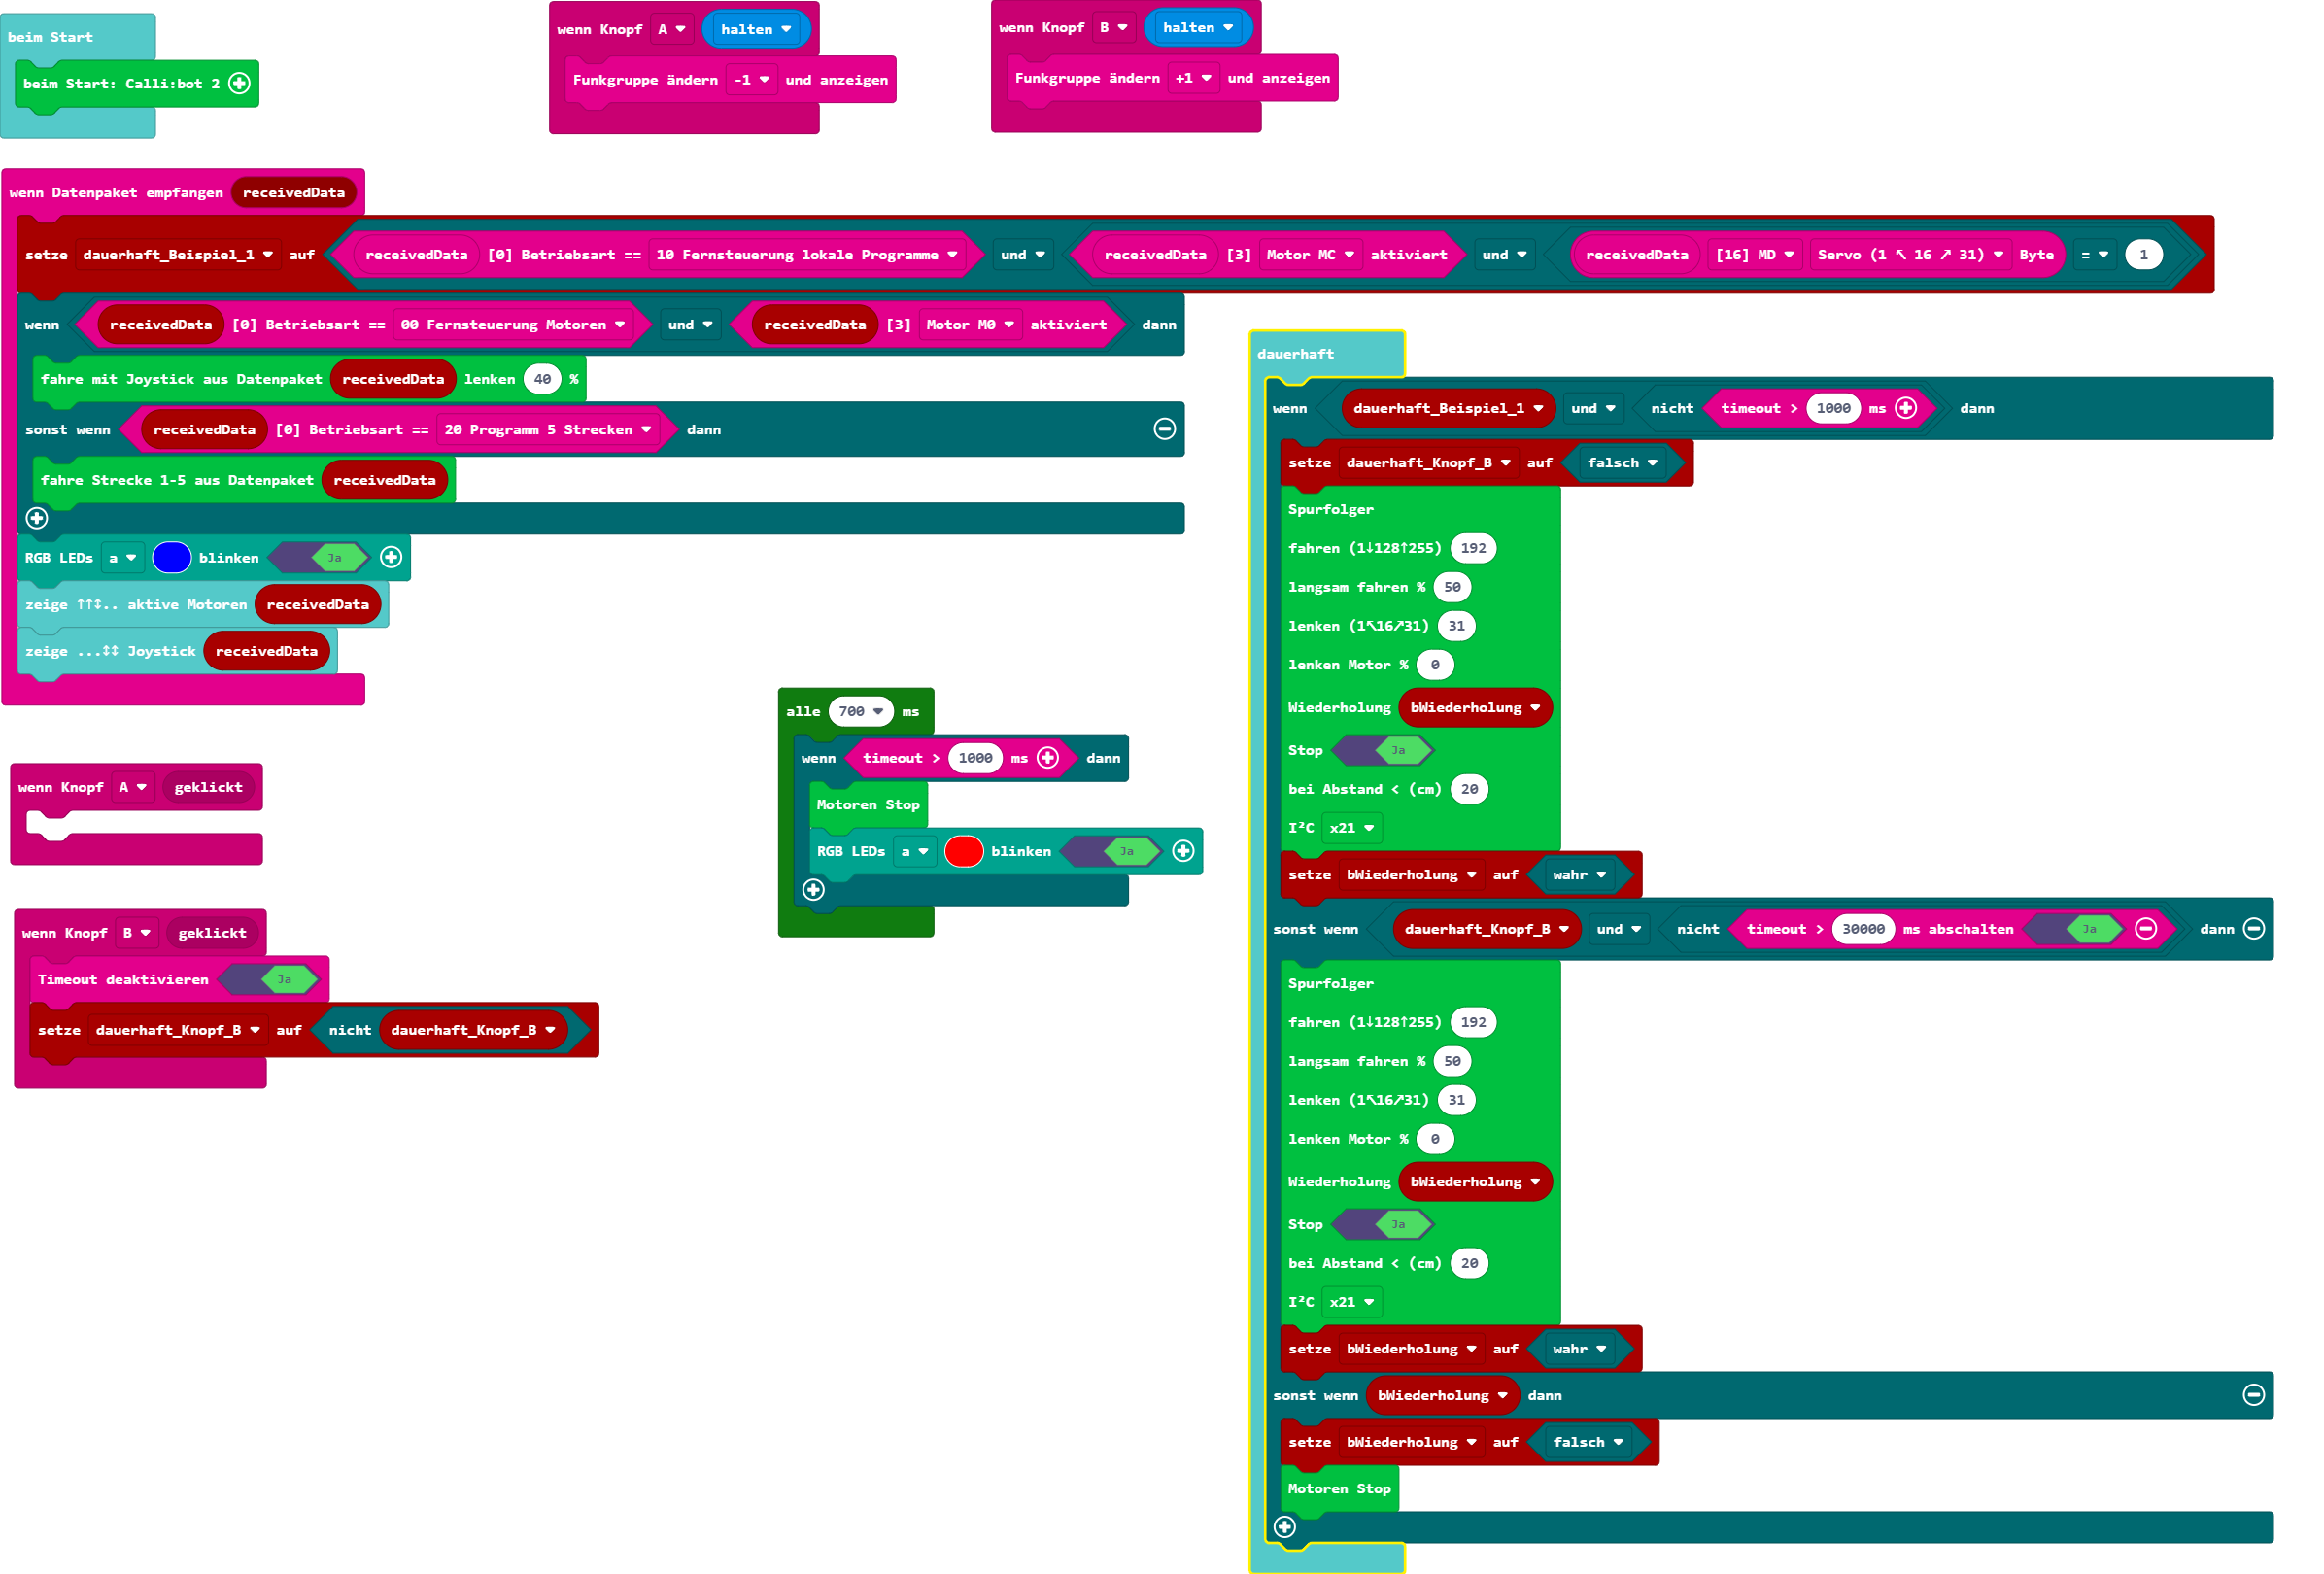 beim Start
beim Start: Calli:bot 2
wenn Knopf A halten
Funkgruppe ändern -1 und anzeigen
wenn Knopf B halten
Funkgruppe ändern +1 und anzeigen
wenn Datenpaket empfangen receivedData
setze dauerhaft_Beispiel_1 auf receivedData [0] Betriebsart == 10 Fernsteuerung lokale Programme und receivedData [3] Motor MC aktiviert und receivedData [16] MD Servo (1 ↖ 16 ↗ 31) Byte = 1
wenn receivedData [0] Betriebsart == 00 Fernsteuerung Motoren und receivedData [3] Motor M0 aktiviert dann
fahre mit Joystick aus Datenpaket receivedData lenken 40 %
sonst wenn receivedData [0] Betriebsart == 20 Programm 5 Strecken dann
fahre Strecke 1-5 aus Datenpaket receivedData
RGB LEDs a blinken Ja
zeige ↑↑↕.. aktive Motoren receivedData
zeige ...↕↕ Joystick receivedData
wenn Knopf A geklickt
wenn Knopf B geklickt
Timeout deaktivieren Ja
setze dauerhaft_Knopf_B auf nicht dauerhaft_Knopf_B
alle 700 ms
wenn timeout > 1000 ms dann
Motoren Stop
RGB LEDs a blinken Ja
dauerhaft
wenn dauerhaft_Beispiel_1 und nicht timeout > 1000 ms dann
setze dauerhaft_Knopf_B auf falsch
Spurfolger
fahren (1↓128↑255) 192
langsam fahren % 50
lenken (1↖16↗31) 31
lenken Motor % 0
Wiederholung bWiederholung
Stop Ja
bei Abstand < (cm) 20
I²C x21
setze bWiederholung auf wahr
sonst wenn dauerhaft_Knopf_B und nicht timeout > 30000 ms abschalten Ja dann
Spurfolger
fahren (1↓128↑255) 192
langsam fahren % 50
lenken (1↖16↗31) 31
lenken Motor % 0
Wiederholung bWiederholung
Stop Ja
bei Abstand < (cm) 20
I²C x21
setze bWiederholung auf wahr
sonst wenn bWiederholung dann
setze bWiederholung auf falsch
Motoren Stop